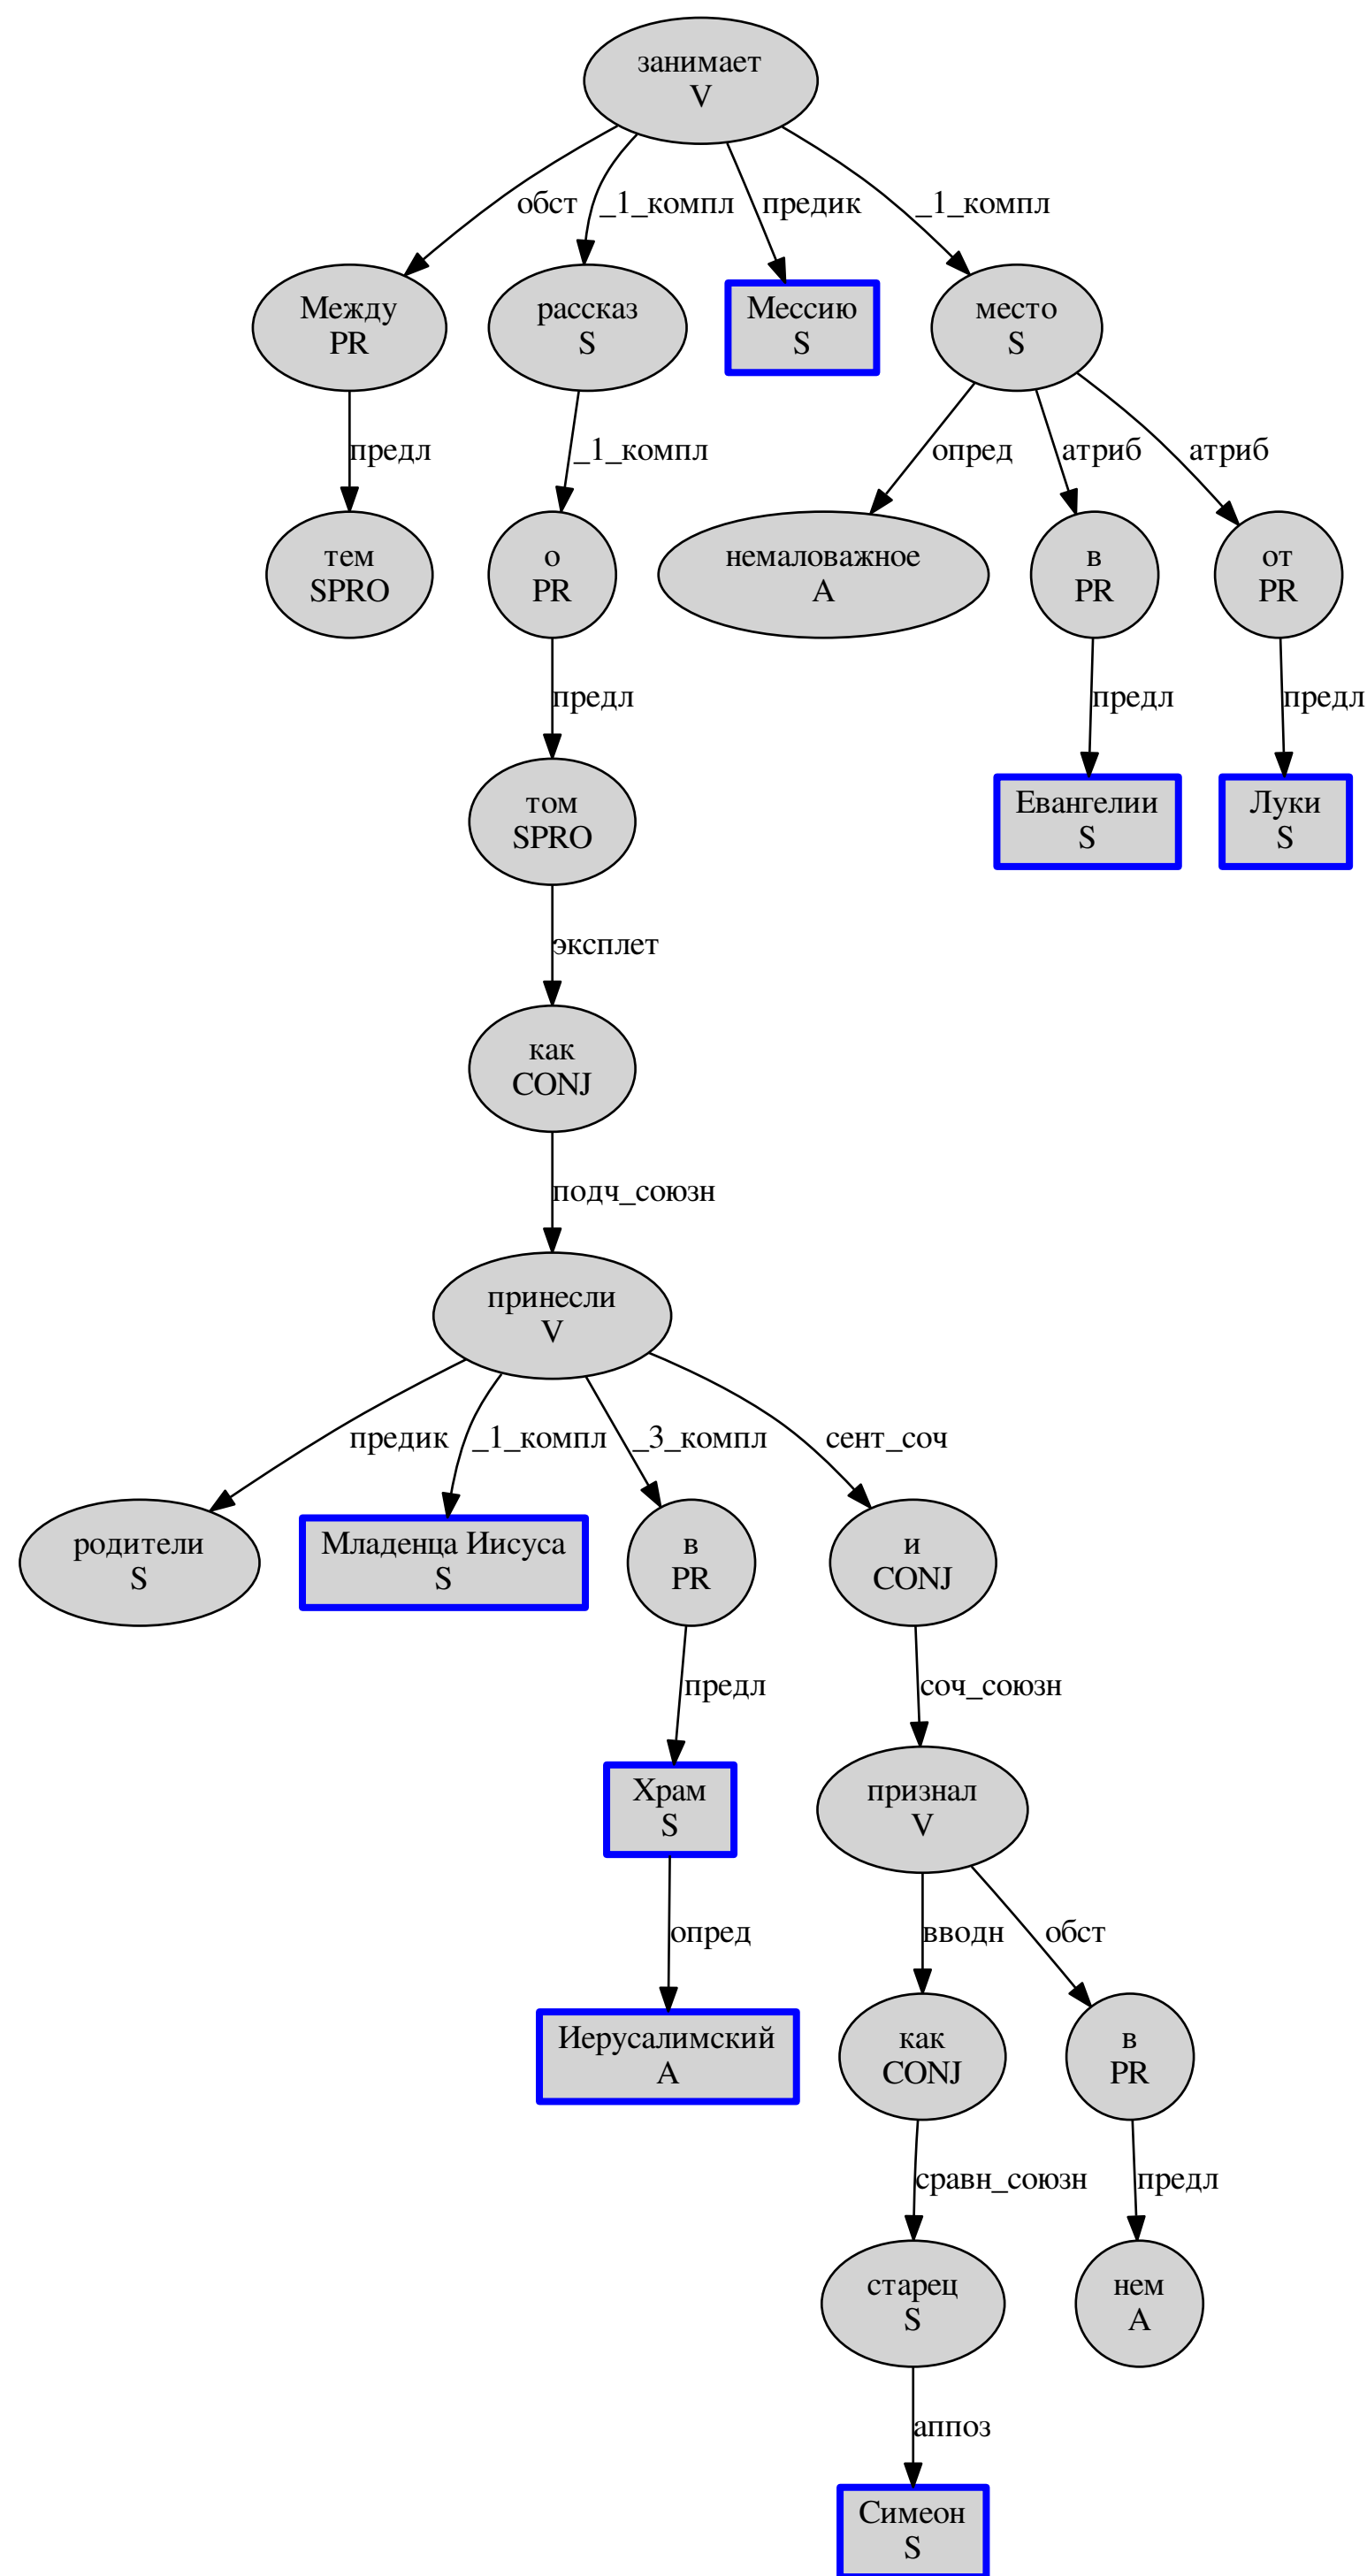 занимает
V
обст _1_компл предик _1_компл
Между
PR
рассказ
S
Мессию
S
место
S
предл _1_компл опред атриб атриб
тем
SPRO
о
PR
немаловажное
A
в
PR
от
PR
предл предл предл
том
SPRO
Евангелии
S
Луки
S
эксплет
как
CONJ
подч_союзн
принесли
V
предик _1_компл _3_компл сент_соч
родители
S
Младенца Иисуса
S
в
PR
и
CONJ
предл соч_союзн
Храм
S
признал
V
опред вводн обст
Иерусалимский
A
как
CONJ
в
PR
сравн_союзн предл
старец
S
нем
A
аппоз
Симеон
S